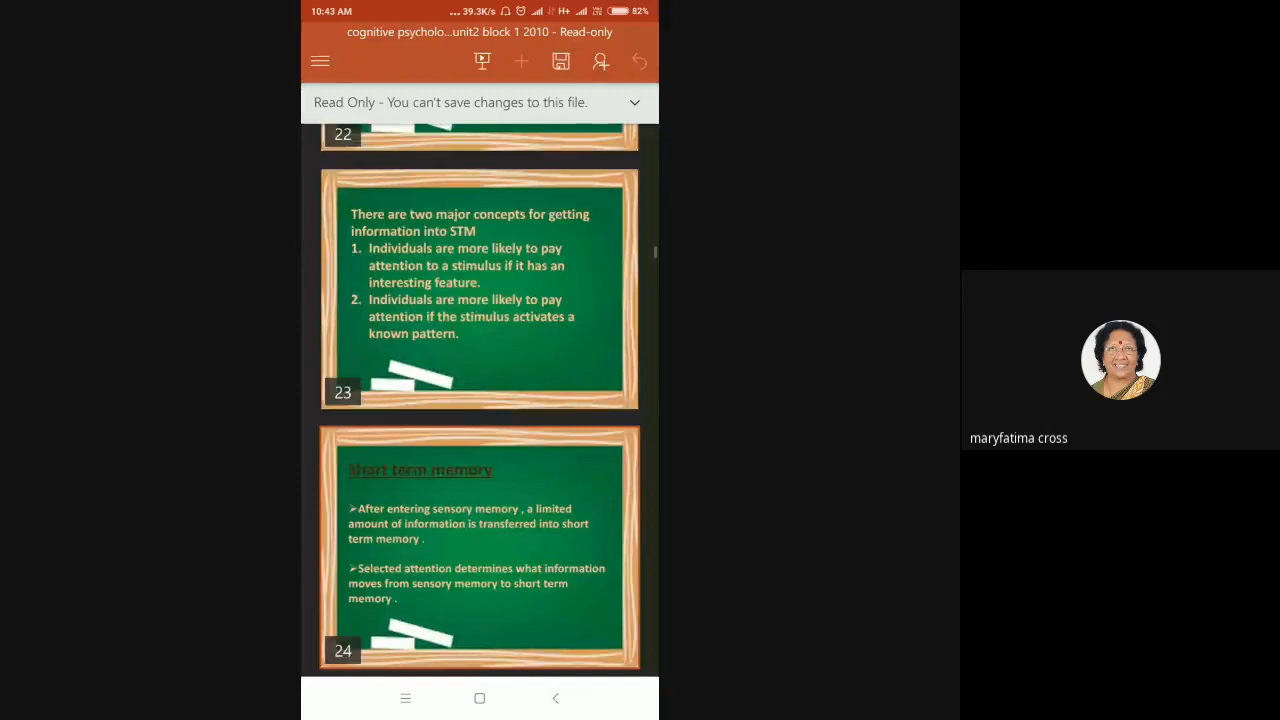 10:43 AM
... 39.3K/s
H+
VoLTE
82%
cognitive psycholo...unit2 block 1 2010 - Read-only
Read Only - You can't save changes to this file.
22
There are two major concepts for getting
information into STM
1. Individuals are more likely to pay
attention to a stimulus if it has an
interesting feature.
2. Individuals are more likely to pay
attention if the stimulus activates a
known pattern.
23
Short term memory
➢After entering sensory memory , a limited
amount of information is transferred into short
term memory .
➢Selected attention determines what information
moves from sensory memory to short term
memory .
24
maryfatima cross